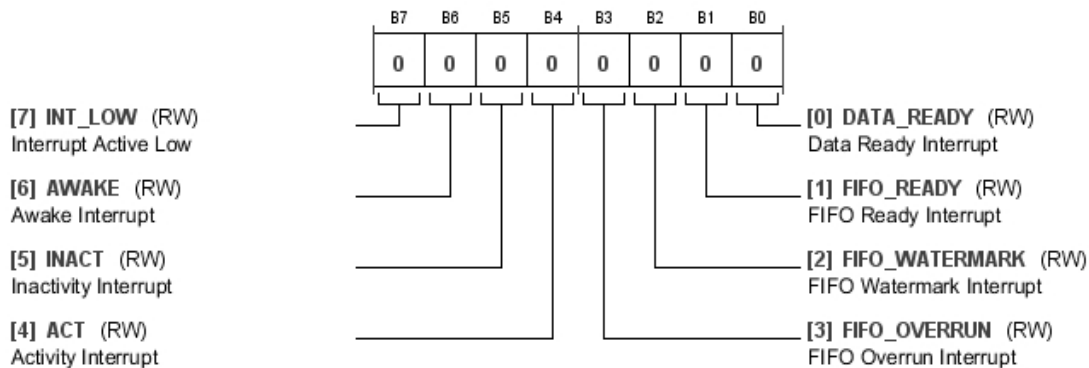 B7 B6 B5 B4 B3 B2 B1 B0
0 0 0 0 0 0 0 0
[7] INT_LOW (RW)
Interrupt Active Low
[6] AWAKE (RW)
Awake Interrupt
[5] INACT (RW)
Inactivity Interrupt
[4] ACT (RW)
Activity Interrupt
[0] DATA_READY (RW)
Data Ready Interrupt
[1] FIFO_READY (RW)
FIFO Ready Interrupt
[2] FIFO_WATERMARK (RW)
FIFO Watermark Interrupt
[3] FIFO_OVERRUN (RW)
FIFO Overrun Interrupt